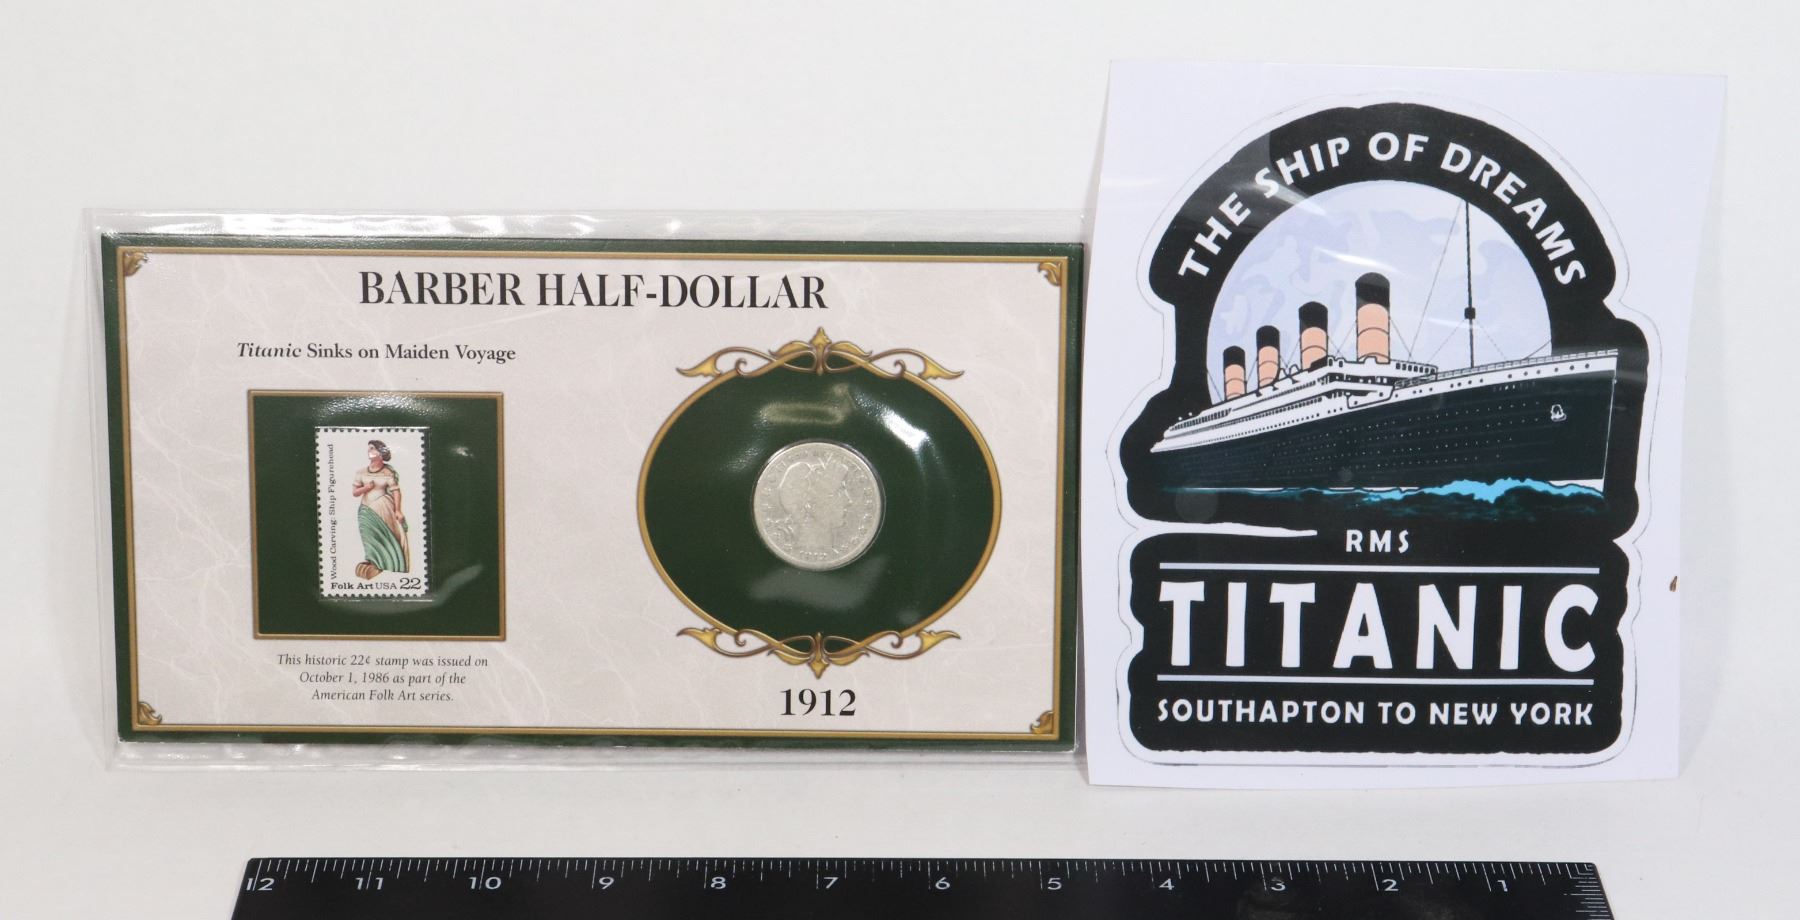 BARBER HALF-DOLLAR
Titanic Sinks on Maiden Voyage
Wood Carving: Ship Figurehead
Folk Art USA 22
This historic 22¢ stamp was issued on
October 1, 1986 as part of the
American Folk Art series.
1912
THE SHIP OF DREAMS
RMS
TITANIC
SOUTHAPTON TO NEW YORK
12 11 10 9 8 7 6 5 4 3 2 1